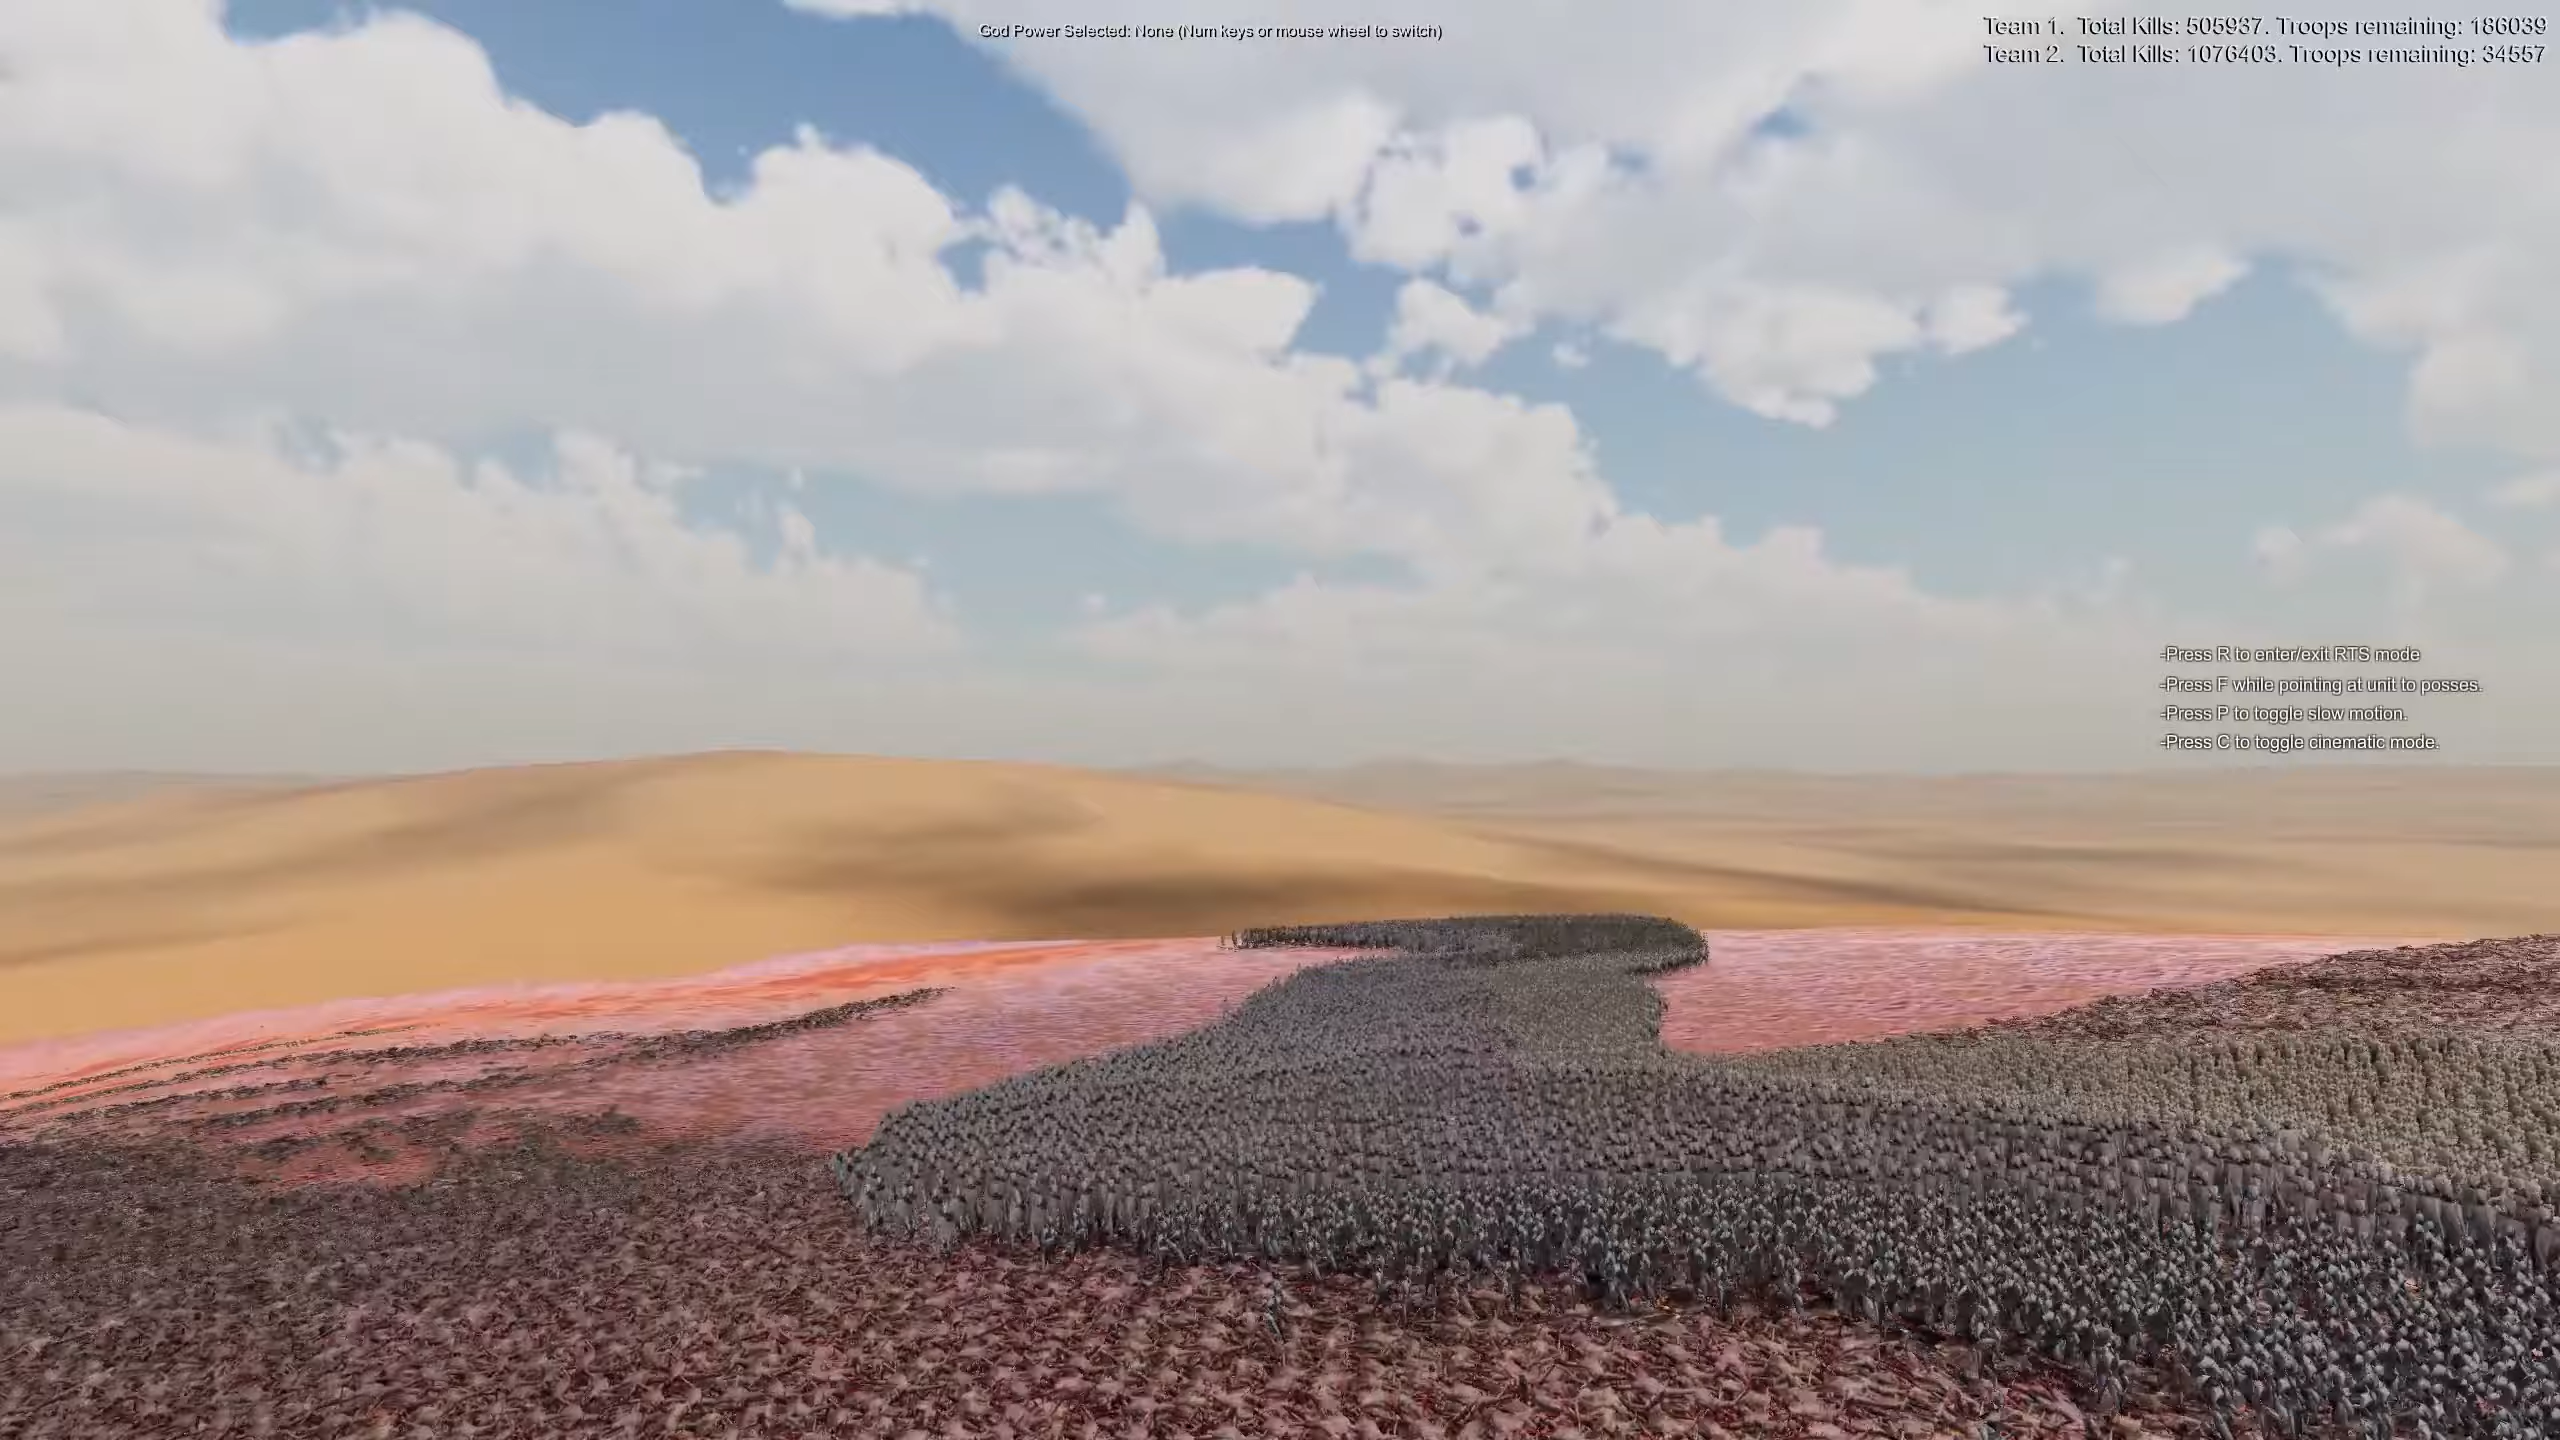 God Power Selected: None (Num keys or mouse wheel to switch)
Team 1. Total Kills: 505937. Troops remaining: 186039
Team 2. Total Kills: 1076403. Troops remaining: 34557
-Press R to enter/exit RTS mode
-Press F while pointing at unit to posses.
-Press P to toggle slow motion.
-Press C to toggle cinematic mode.